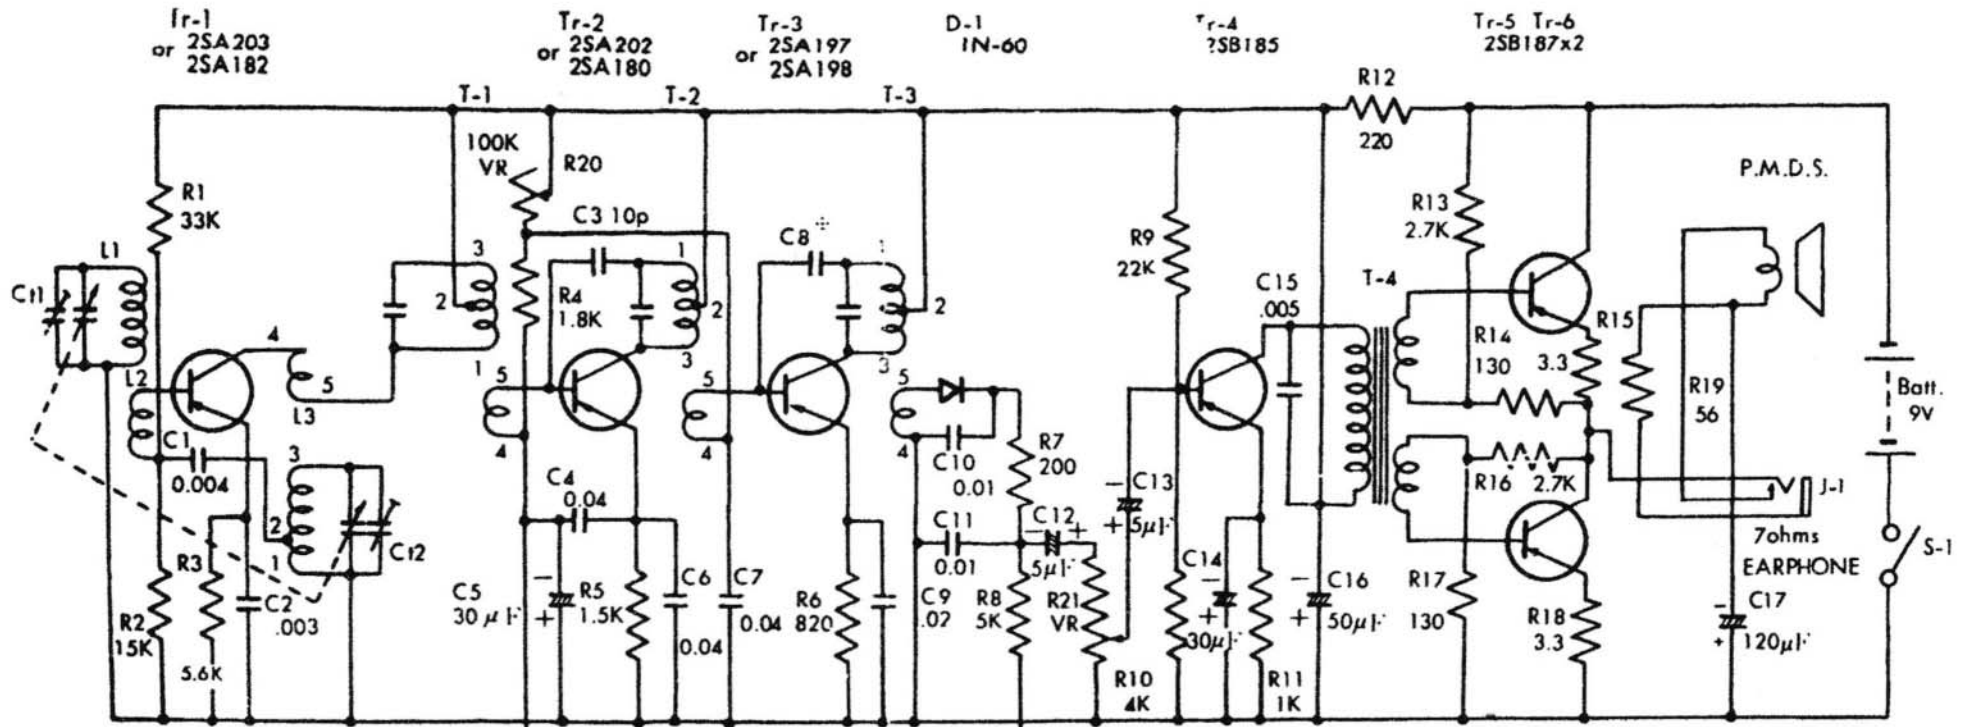 Tr-1
or 2SA203
2SA182
Tr-2
or 2SA202
2SA180
Tr-3
or 2SA197
2SA198
D-1
1N-60
Tr-4
2SB185
Tr-5 Tr-6
2SB187x2
T-1
T-2
T-3
R12
220
100K
VR
R20
P.M.D.S.
R1
33K
C3 10p
C8
R13
2.7K
R9
22K
L1
3
1
1
Ct1
2
2
2
R4
1.8K
C15
.005
T-4
R14
130
R15
3.3
4
1
3
3
L2
5
L3
5
5
5
R19
56
Batt.
9V
C1
0.004
3
4
4
4
C10
0.01
R7
200
R16
2.7K
C4
0.04
- C13
+ 5µF
J-1
2
1
Ct2
C11
0.01
- C12 +
5µF
7ohms
EARPHONE
S-1
R3
5.6K
C2
.003
R2
15K
C5
30µF
-
+
R5
1.5K
C6
0.04
C7
0.04
R6
820
C9
.02
R8
5K
R21
VR
R10
4K
C14
-
+
30µF
R11
1K
- C16
+ 50µF
R17
130
R18
3.3
- C17
+ 120µF